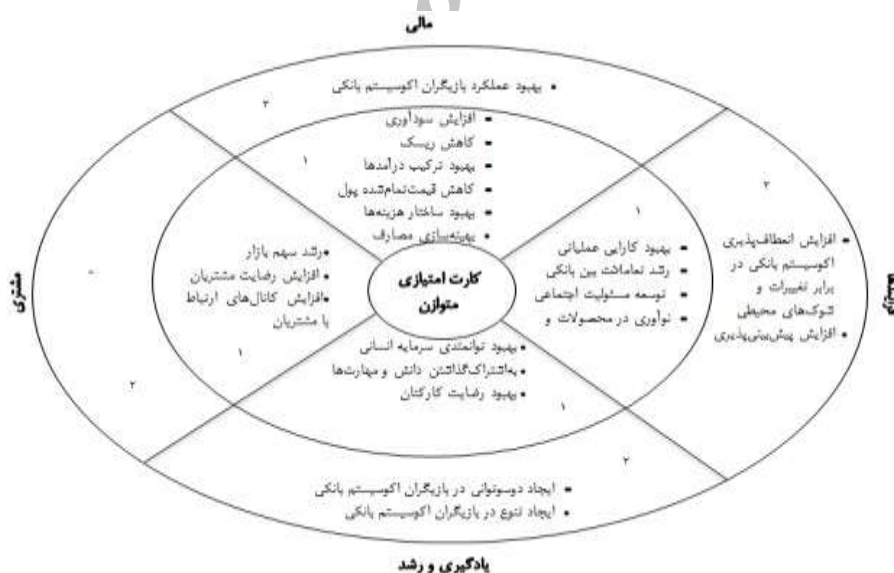 مالی
• بهبود عملکرد بازیگران اکوسیستم بانکی
۲
• افزایش سودآوری
• کاهش ریسک
• بهبود ترکیب درآمدها
• کاهش قیمت‌تمام‌شده پول
• بهبود ساختار هزینه‌ها
• بهینه‌سازی مصارف
۱
۲
• افزایش انعطاف‌پذیری
اکوسیستم بانکی در
برابر تغییرات و
شوک‌های محیطی
• افزایش پیش‌بینی‌پذیری
۱
• بهبود کارایی عملیاتی
• رشد تعاملات بین بانکی
• توسعه مسئولیت اجتماعی
• نوآوری در محصولات و
کارت امتیازی
متوازن
مشتری
-
۲
•رشد سهم بازار
• افزایش رضایت مشتریان
•افزایش کانال‌های ارتباط
با مشتریان
۱
• بهبود توانمندی سرمایه انسانی
•به‌اشتراک‌گذاشتن دانش و مهارت‌ها
• بهبود رضایت کارکنان
۱
۲
• ایجاد دوسوتوانی در بازیگران اکوسیستم بانکی
• ایجاد تنوع در بازیگران اکوسیستم بانکی
یادگیری و رشد